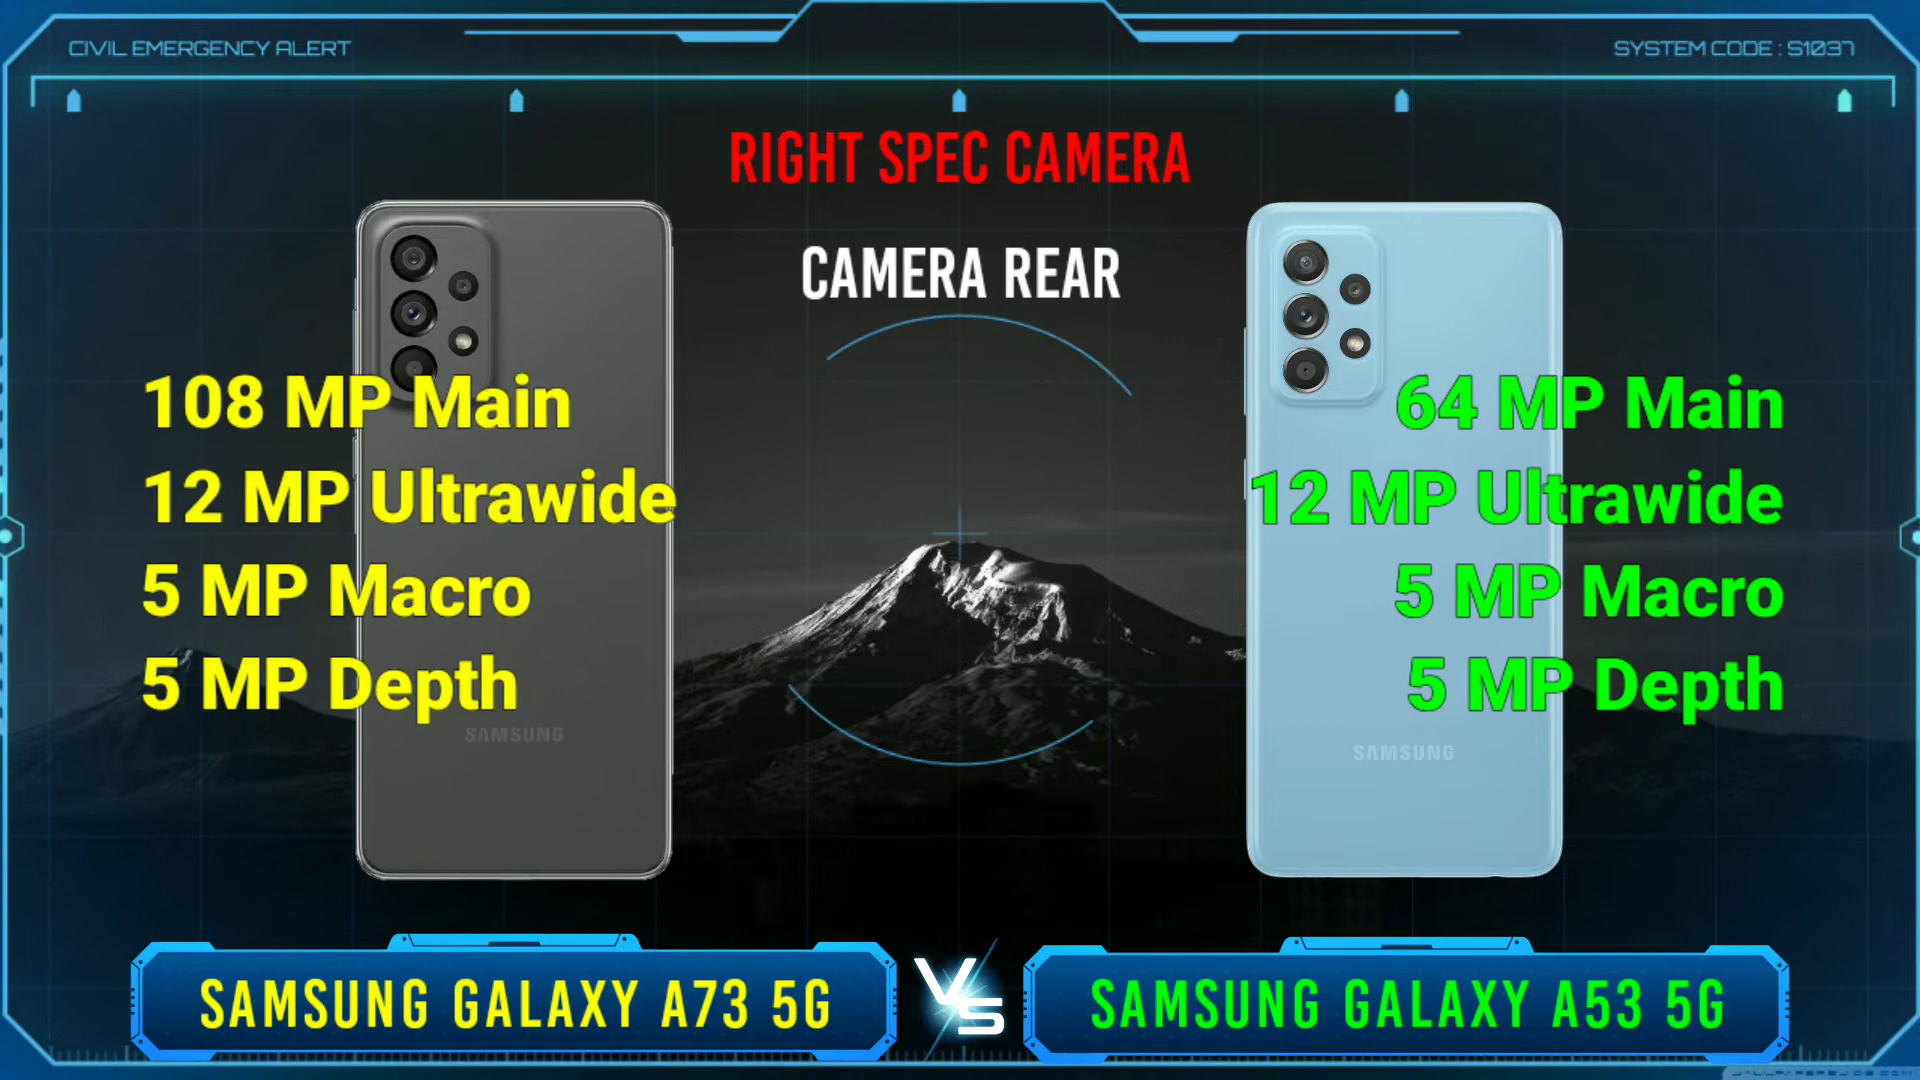 CIVIL EMERGENCY ALERT
SYSTEM CODE : S1037
RIGHT SPEC CAMERA
CAMERA REAR
108 MP Main
12 MP Ultrawide
5 MP Macro
5 MP Depth
SAMSUNG
64 MP Main
12 MP Ultrawide
5 MP Macro
5 MP Depth
SAMSUNG
SAMSUNG GALAXY A73 5G
VS
SAMSUNG GALAXY A53 5G